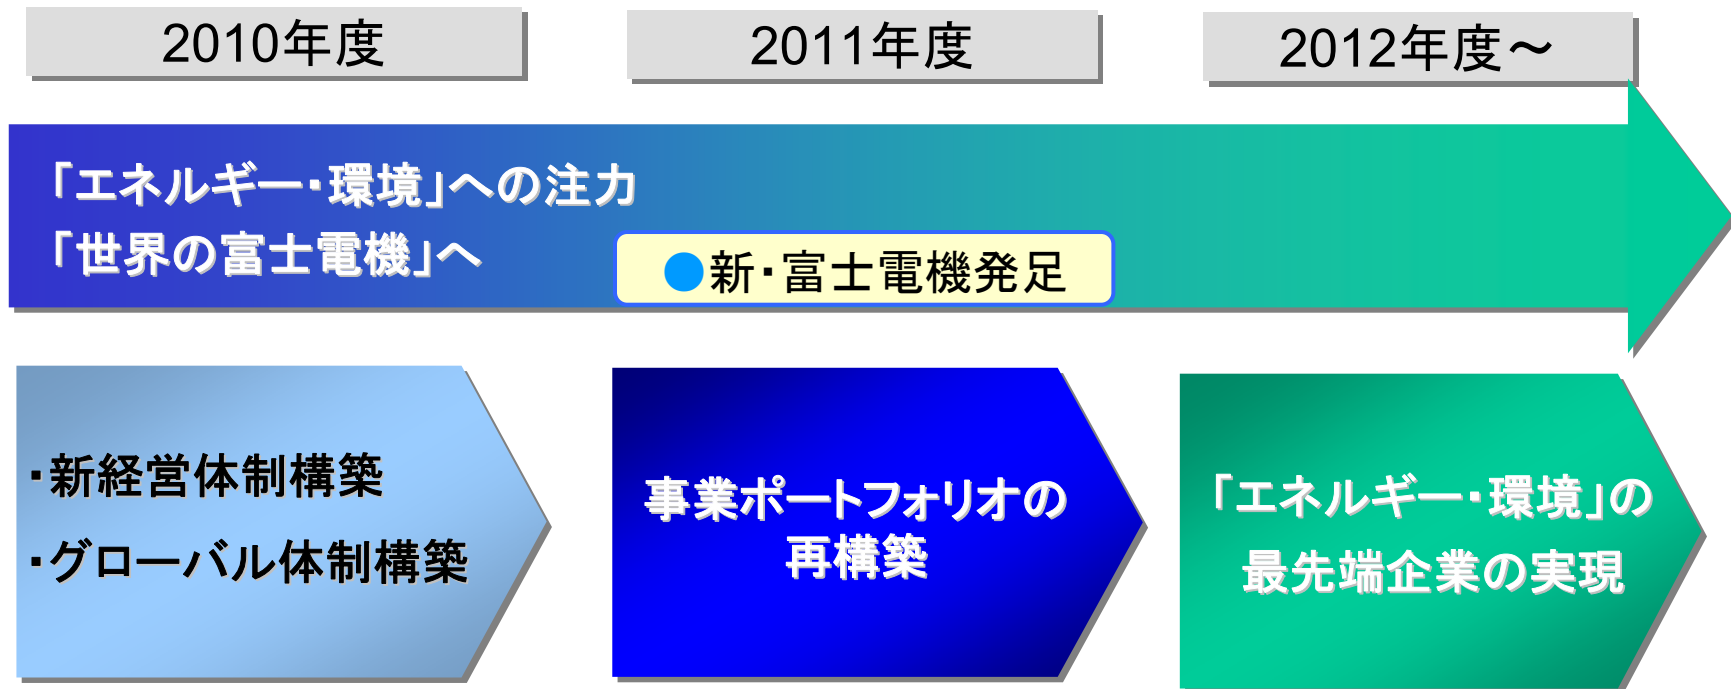 2010年度
2011年度
2012年度～
「エネルギー・環境」への注力
「世界の富士電機」へ
●新・富士電機発足
・新経営体制構築
・グローバル体制構築
事業ポートフォリオの
再構築
「エネルギー・環境」の
最先端企業の実現